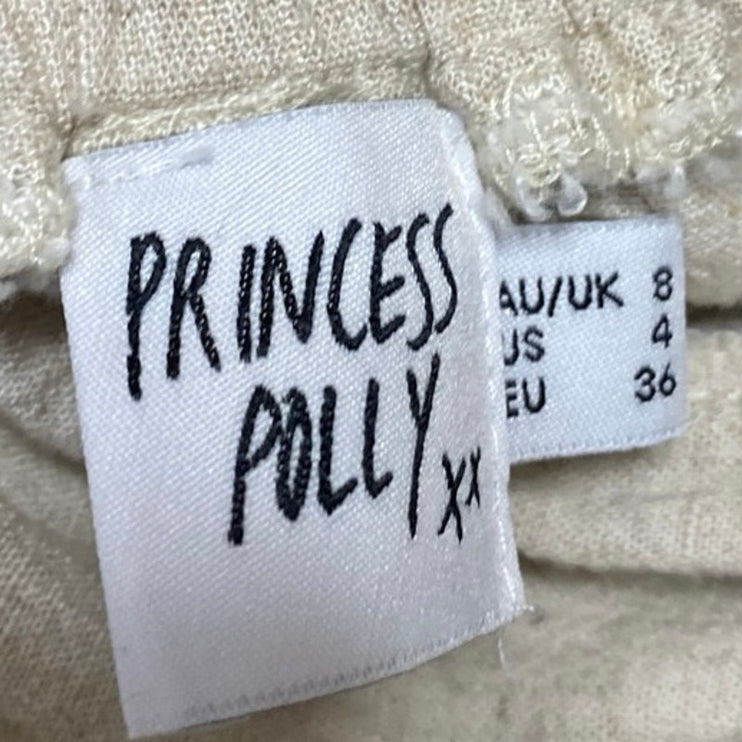 PRINCESS
POLLY xx
AU/UK 8
US 4
EU 36